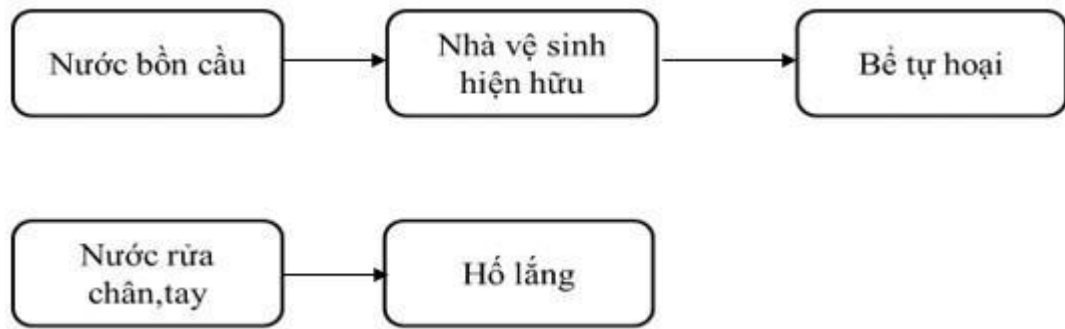 Nước bồn cầu
Nhà vệ sinh
hiện hữu
Bể tự hoại
Nước rửa
chân,tay
Hố lắng